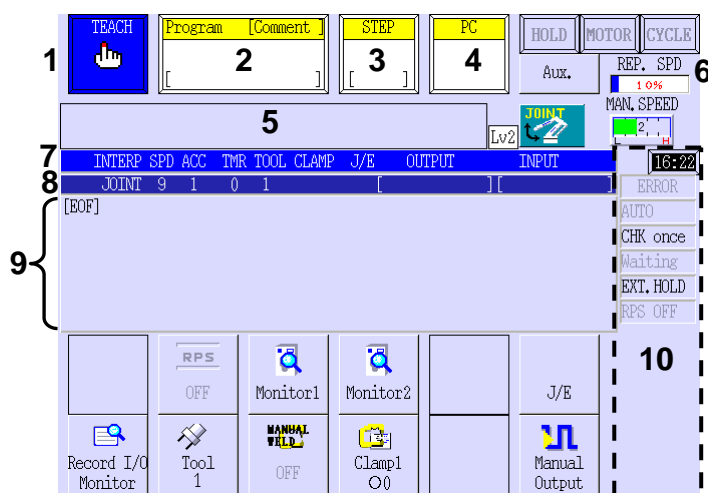 TEACH
1
Program [Comment ]
2
[ ]
STEP
3
[ ]
PC
4
HOLD MOTOR CYCLE
Aux.
REP. SPD
6
10%
MAN.SPEED
2
H
5
Lv2
JOINT
7
INTERP SPD ACC TMR TOOL CLAMP J/E OUTPUT INPUT
16:22
8
JOINT 9 1 0 1 [ ][ ]
ERROR
[EOF]
AUTO
CHK once
9
Waiting
EXT.HOLD
RPS OFF
10
RPS
OFF
Monitor1
Monitor2
J/E
Record I/O
Monitor
Tool
1
MANUAL
WELD
OFF
Clamp1
O()
Manual
Output